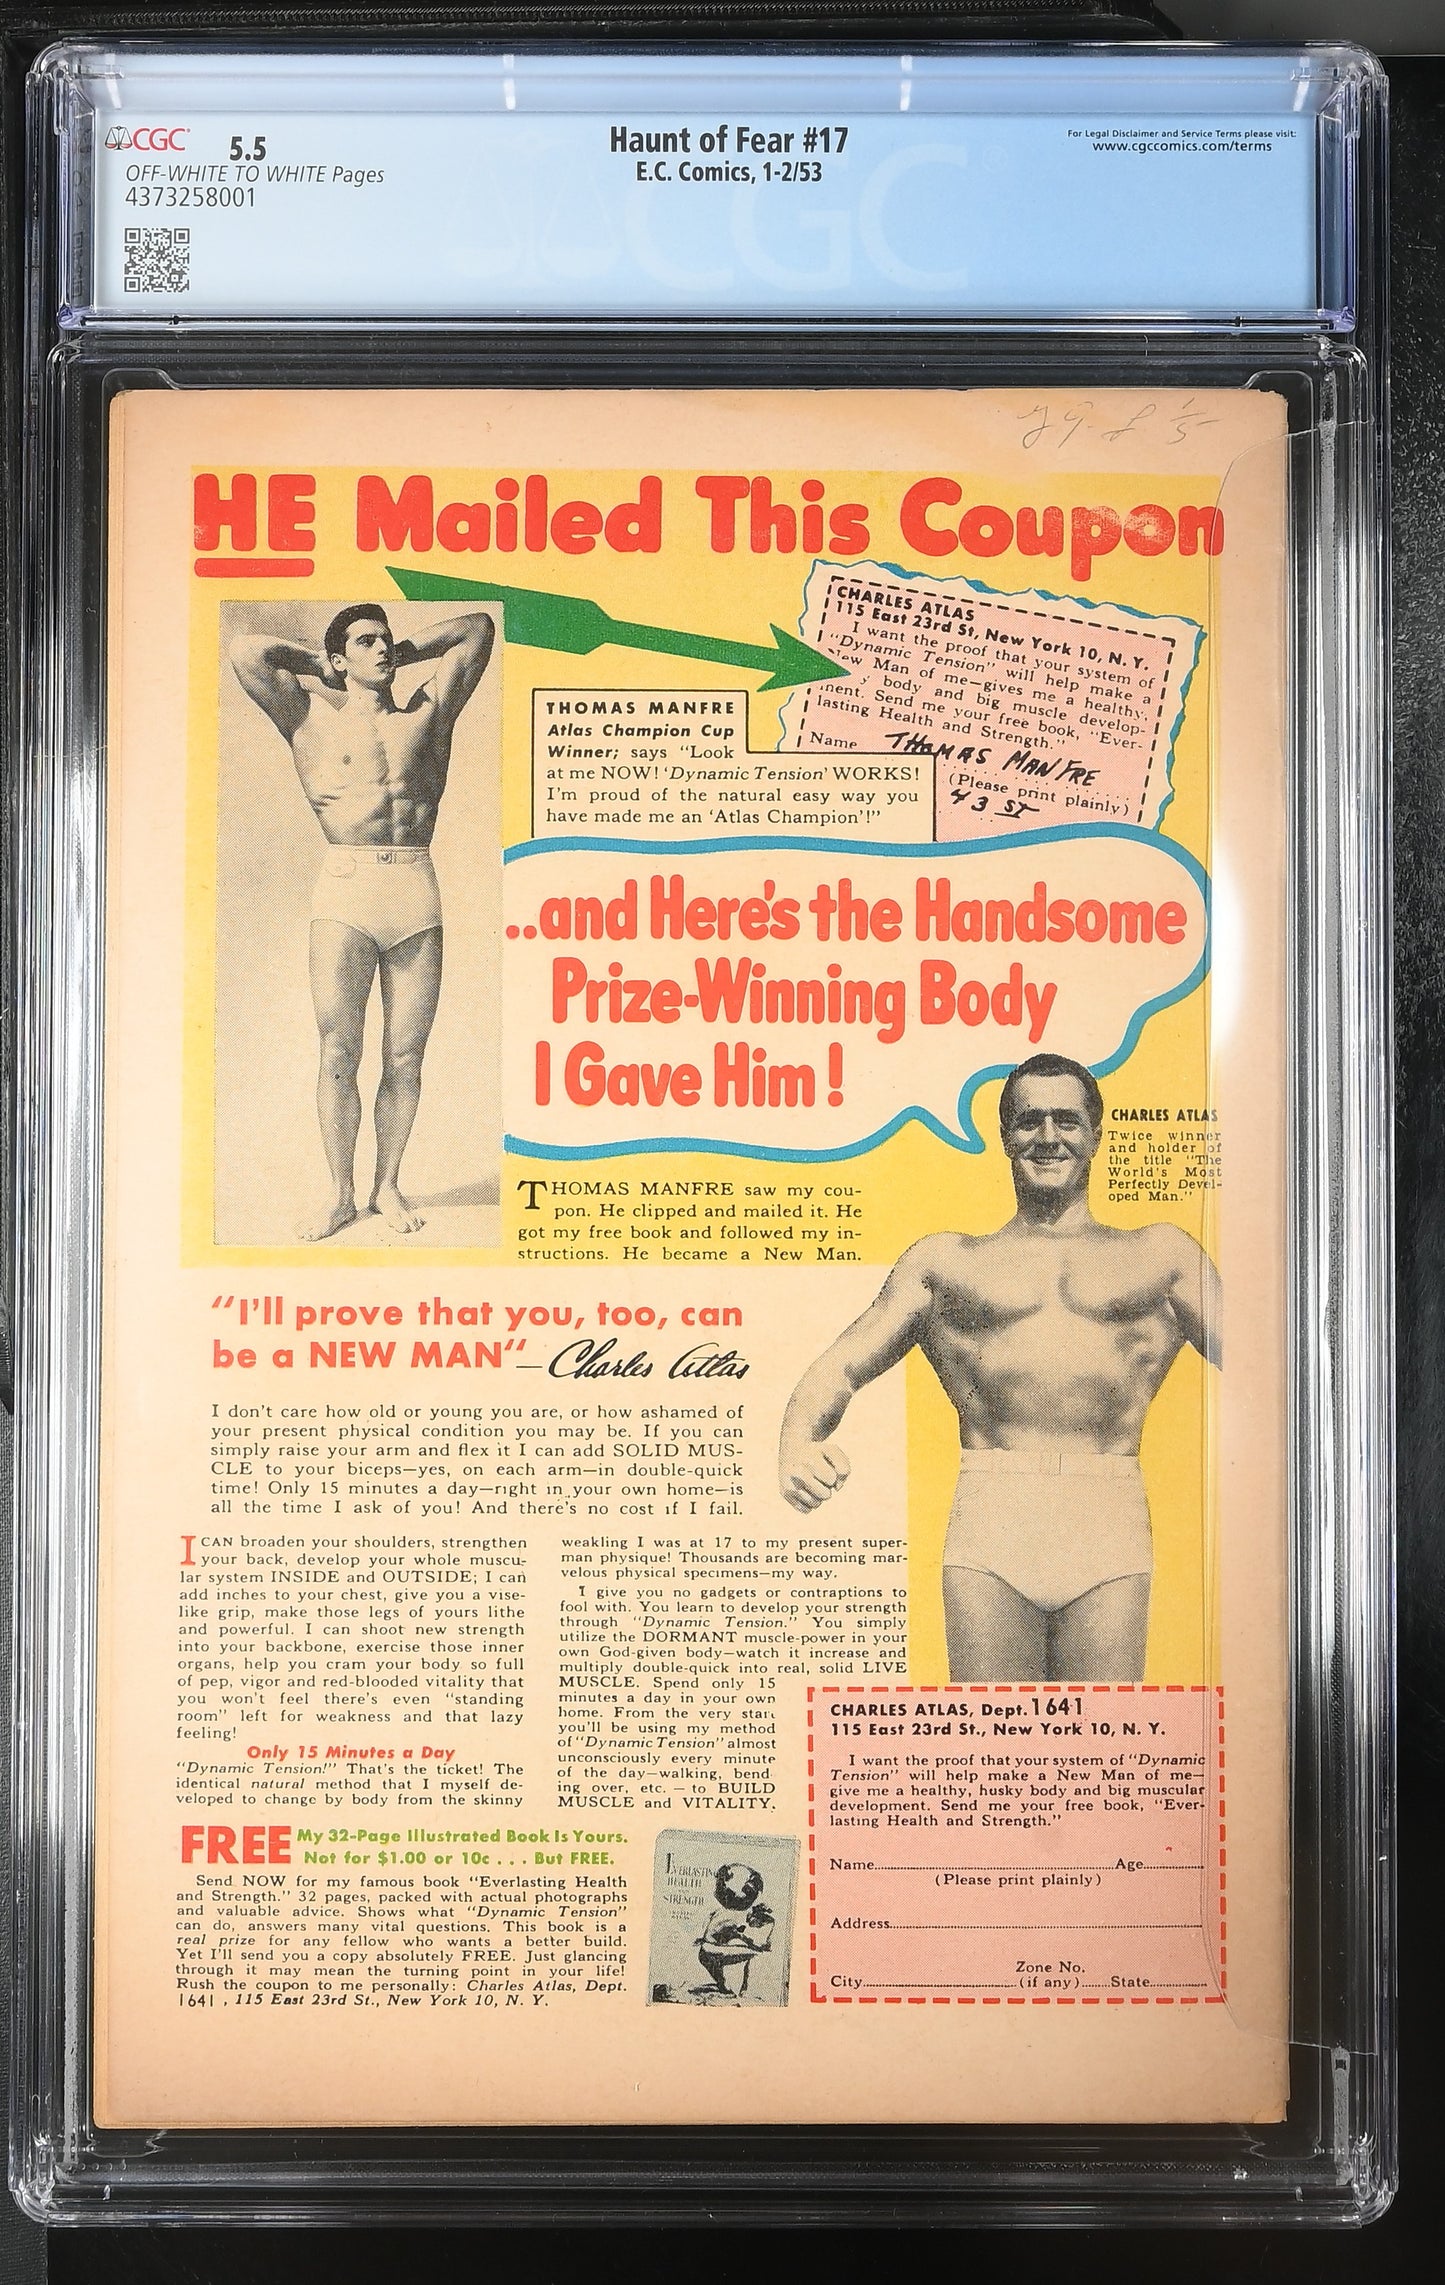 CGC 5.5
OFF-WHITE TO WHITE Pages
4373258001
Haunt of Fear #17
E.C. Comics, 1-2/53
For Legal Disclaimer and Service Terms please visit:
www.cgccomics.com/terms
HE Mailed This Coupon
CHARLES ATLAS
115 East 23rd St, New York 10, N. Y.
I want the proof that your system of
"Dynamic Tension" will help make a
New Man of me—gives me a healthy,
body and big muscle develop-
ment. Send me your free book, "Ever-
lasting Health and Strength."
Name THOMAS MANFRE
(Please print plainly)
43 ST
THOMAS MANFRE
Atlas Champion Cup
Winner; says "Look
at me NOW! 'Dynamic Tension' WORKS!
I'm proud of the natural easy way you
have made me an 'Atlas Champion'!"
..and Here's the Handsome
Prize-Winning Body
I Gave Him!
CHARLES ATLAS
Twice winner
and holder of
the title "The
World's Most
Perfectly Devel-
oped Man."
THOMAS MANFRE saw my cou-
pon. He clipped and mailed it. He
got my free book and followed my in-
structions. He became a New Man.
"I'll prove that you, too, can
be a NEW MAN"—Charles Atlas
I don't care how old or young you are, or how ashamed of
your present physical condition you may be. If you can
simply raise your arm and flex it I can add SOLID MUS-
CLE to your biceps—yes, on each arm—in double-quick
time! Only 15 minutes a day—right in your own home—is
all the time I ask of you! And there's no cost if I fail.
I CAN broaden your shoulders, strengthen
your back, develop your whole muscu-
lar system INSIDE and OUTSIDE; I can
add inches to your chest, give you a vise-
like grip, make those legs of yours lithe
and powerful. I can shoot new strength
into your backbone, exercise those inner
organs, help you cram your body so full
of pep, vigor and red-blooded vitality that
you won't feel there's even "standing
room" left for weakness and that lazy
feeling!
Only 15 Minutes a Day
"Dynamic Tension!" That's the ticket! The
identical natural method that I myself de-
veloped to change by body from the skinny
weakling I was at 17 to my present super-
man physique! Thousands are becoming mar-
velous physical specimens—my way.
I give you no gadgets or contraptions to
fool with. You learn to develop your strength
through "Dynamic Tension." You simply
utilize the DORMANT muscle-power in your
own God-given body—watch it increase and
multiply double-quick into real, solid LIVE
MUSCLE. Spend only 15
minutes a day in your own
home. From the very start
you'll be using my method
of "Dynamic Tension" almost
unconsciously every minute
of the day—walking, bend
ing over, etc. — to BUILD
MUSCLE and VITALITY.
FREE My 32-Page Illustrated Book Is Yours.
Not for $1.00 or 10c . . . But FREE.
Send NOW for my famous book "Everlasting Health
and Strength." 32 pages, packed with actual photographs
and valuable advice. Shows what "Dynamic Tension"
can do, answers many vital questions. This book is a
real prize for any fellow who wants a better build.
Yet I'll send you a copy absolutely FREE. Just glancing
through it may mean the turning point in your life!
Rush the coupon to me personally: Charles Atlas, Dept.
1641, 115 East 23rd St., New York 10, N. Y.
EVERLASTING
HEALTH
STRENGTH
CHARLES ATLAS, Dept. 1641
115 East 23rd St., New York 10, N. Y.
I want the proof that your system of "Dynamic
Tension" will help make a New Man of me—
give me a healthy, husky body and big muscular
development. Send me your free book, "Ever-
lasting Health and Strength."
Name Age
(Please print plainly)
Address
Zone No.
City (if any) State